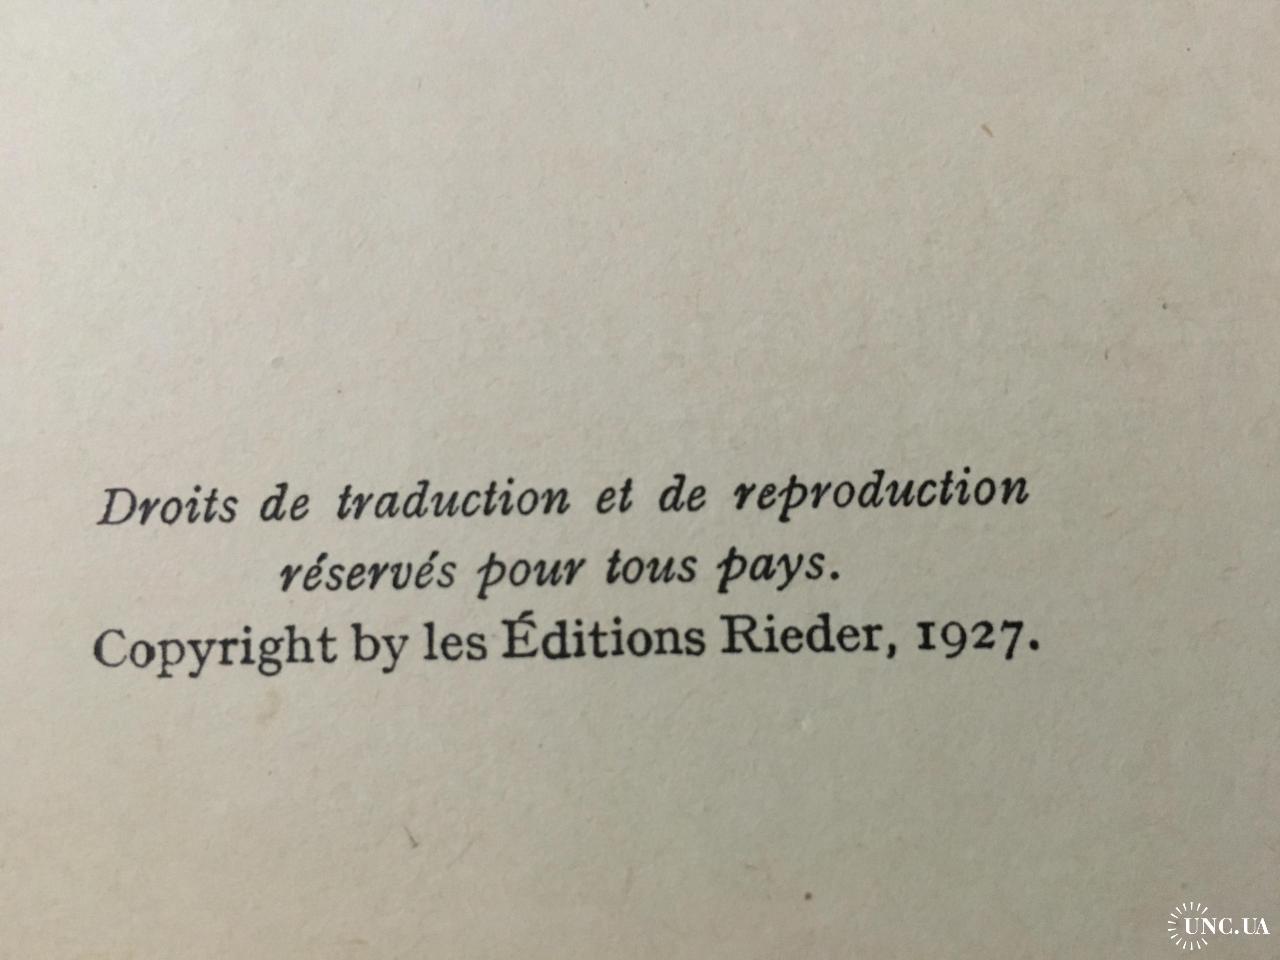 Droits de traduction et de reproduction
réservés pour tous pays.
Copyright by les Éditions Rieder, 1927.
UNC.UA